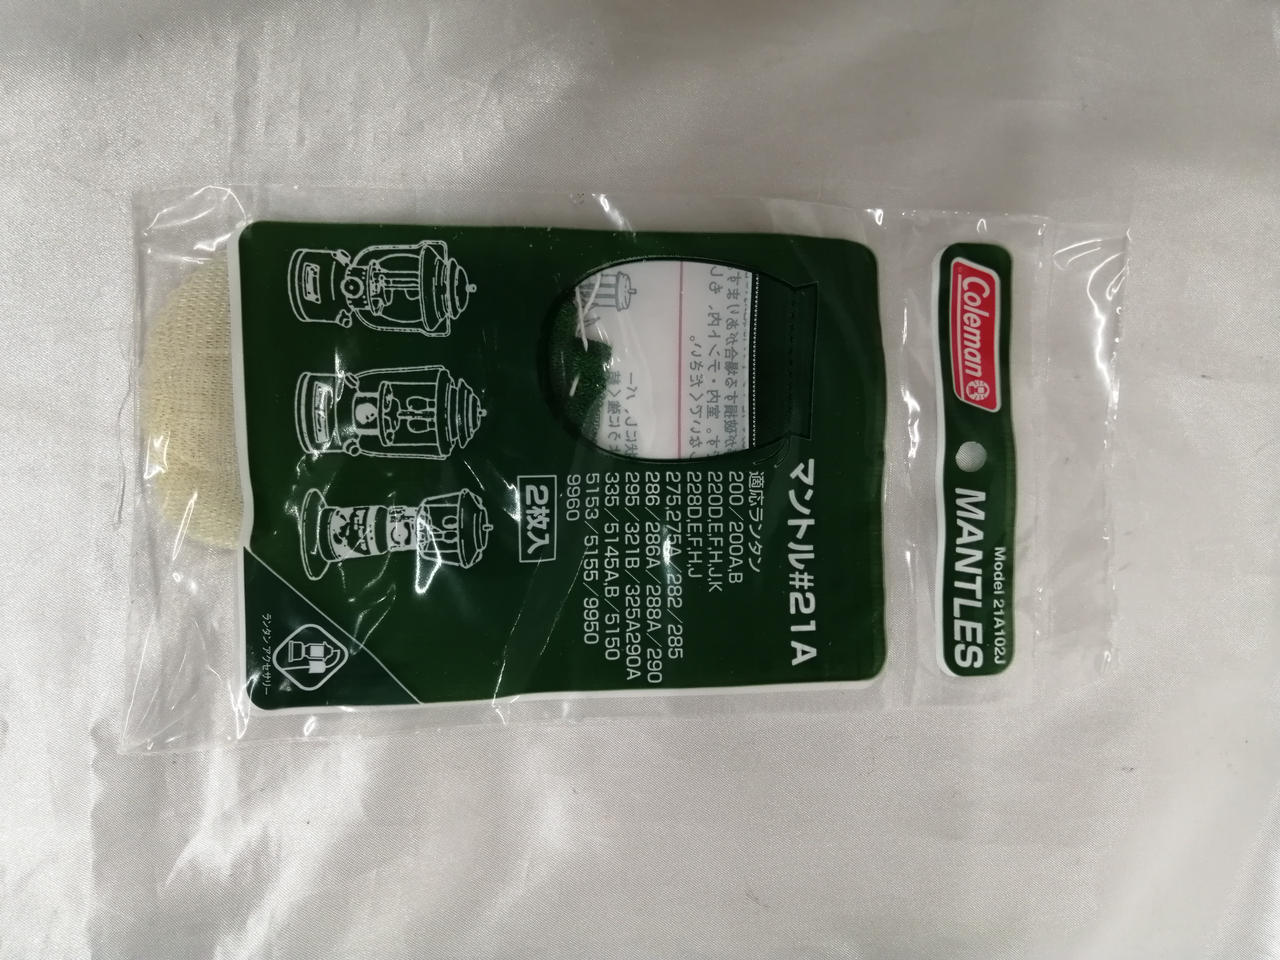 Coleman
MANTLES
Model 21A102J
マントル#21A
適応ランタン
200/200A,B
220D,E,F,H,J,K
228D,E,F,H,J
275,275A/282/285
286/286A/288A/290
295/321B/325A290A
335/5145A,B/5150
5153/5155/9950
9960
2枚入
ランタンアクセサリー